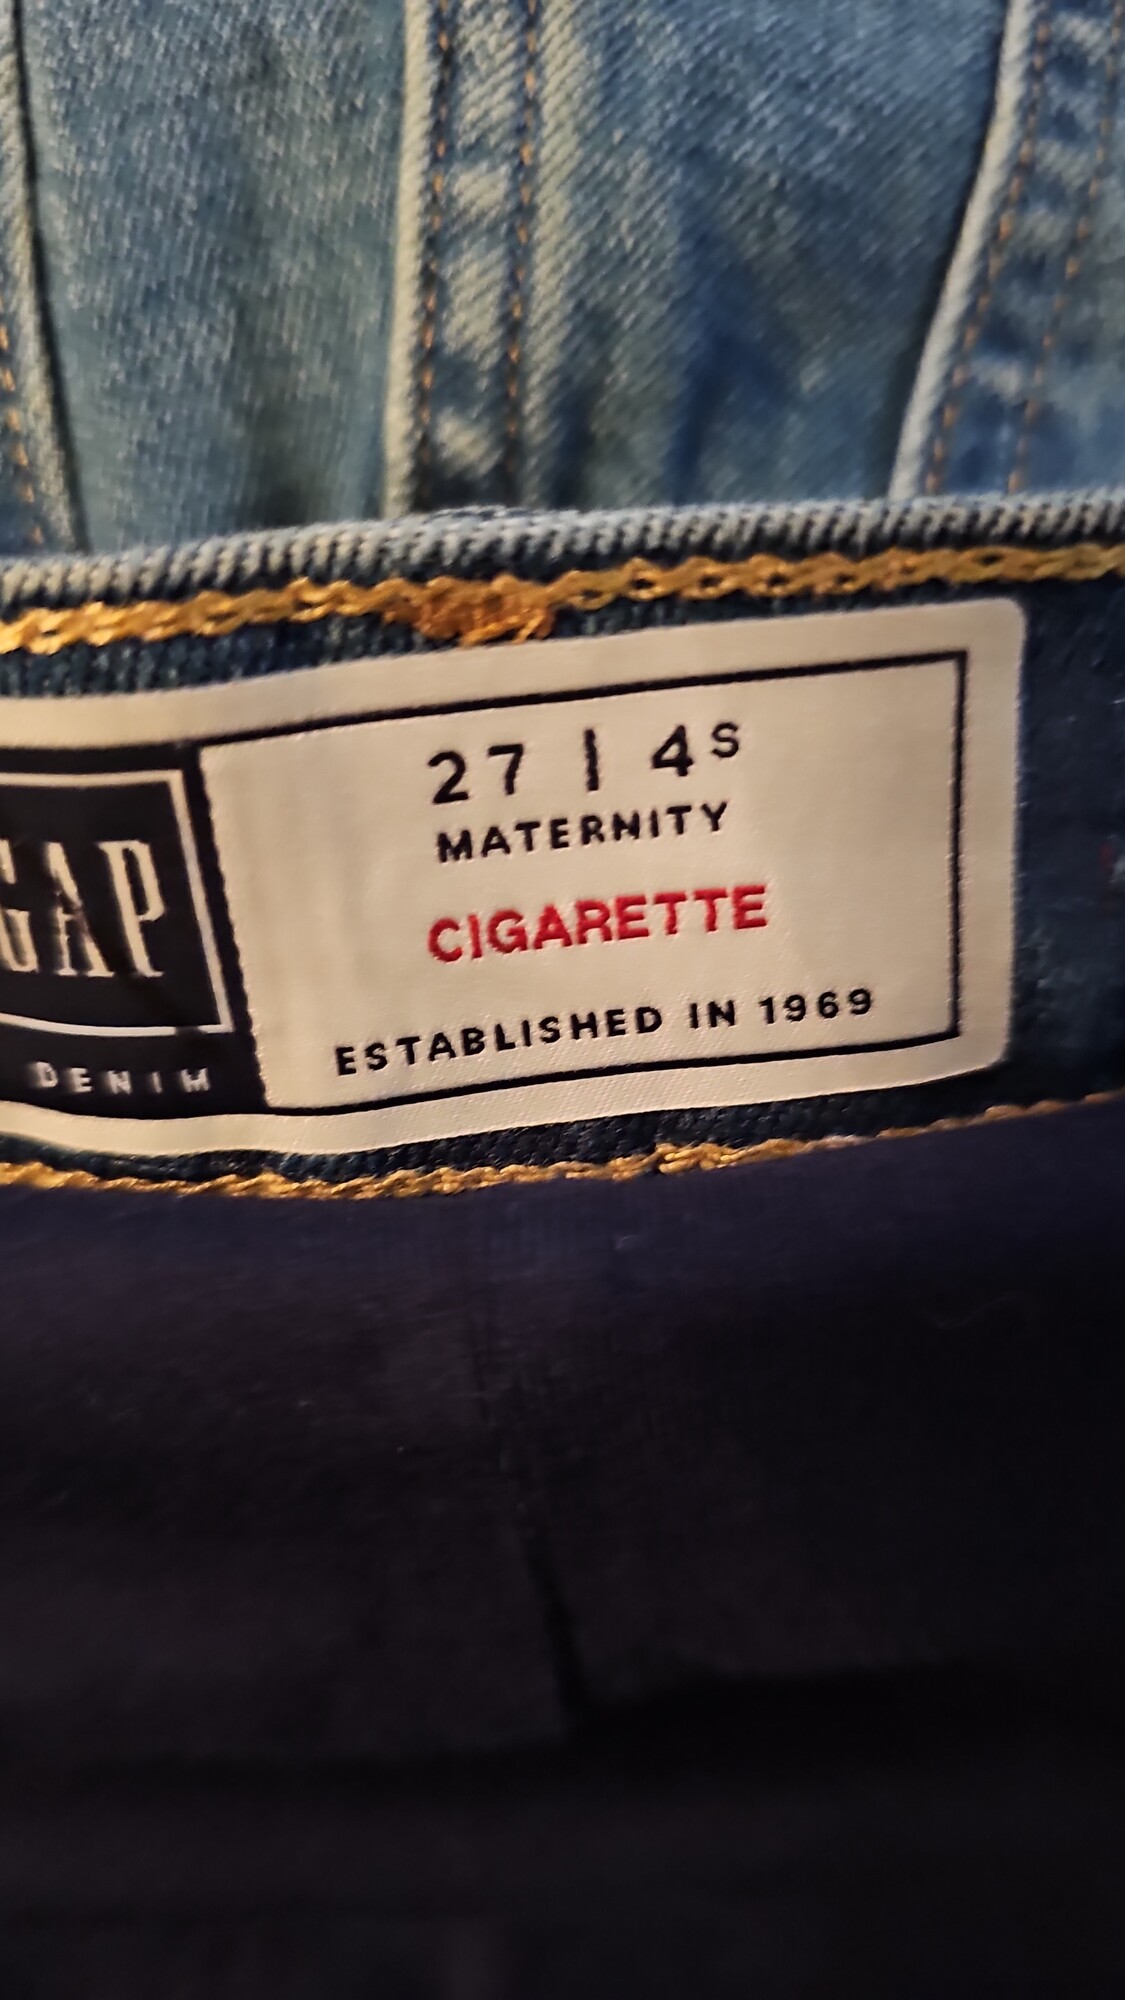 GAP
DENIM
27 | 4S
MATERNITY
CIGARETTE
ESTABLISHED IN 1969